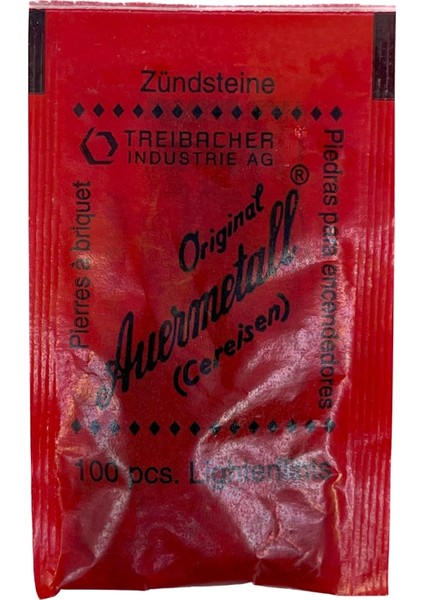 Zündsteine
TREIBACHER
INDUSTRIE AG
Pierres à briquet
Original
Auermetall®
(Cereisen)
Piedras para encendedores
100 pcs. Lighterflints